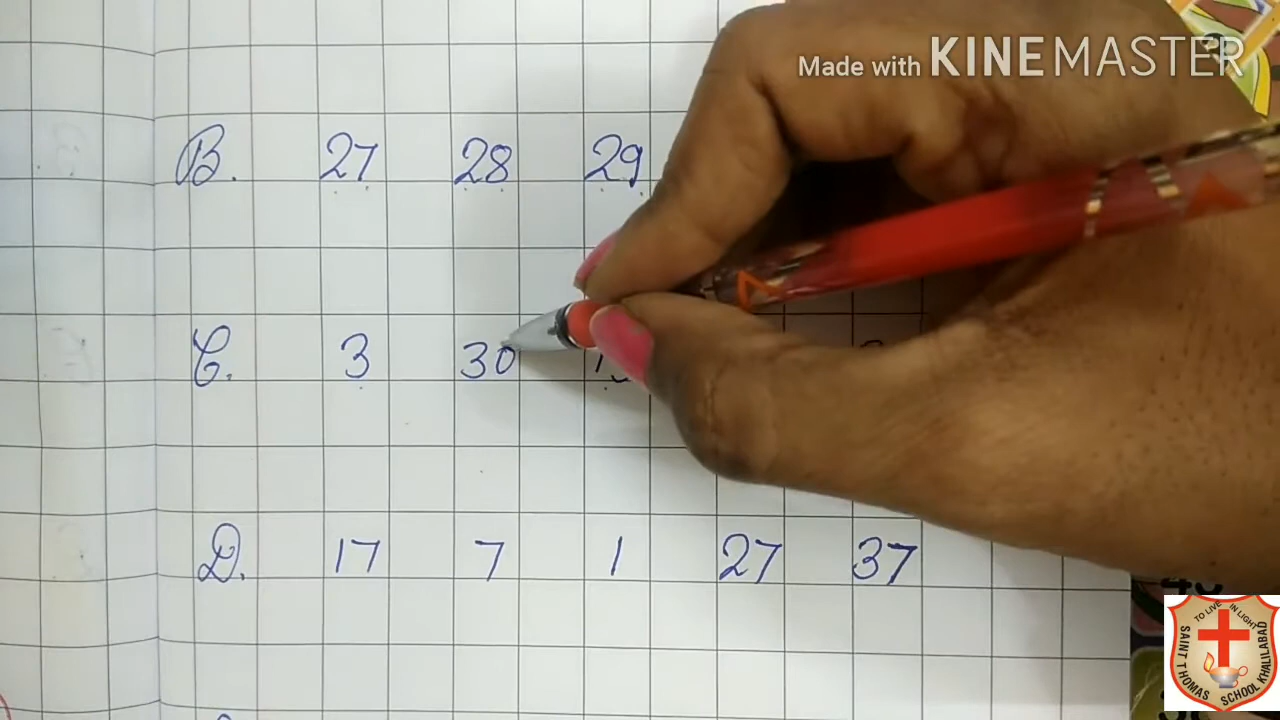 Made with KINEMASTER
B. 27 28 29
C. 3 30
D. 17 7 1 27 37
TO LIVE IN LIGHT
SAINT THOMAS SCHOOL KHALILABAD